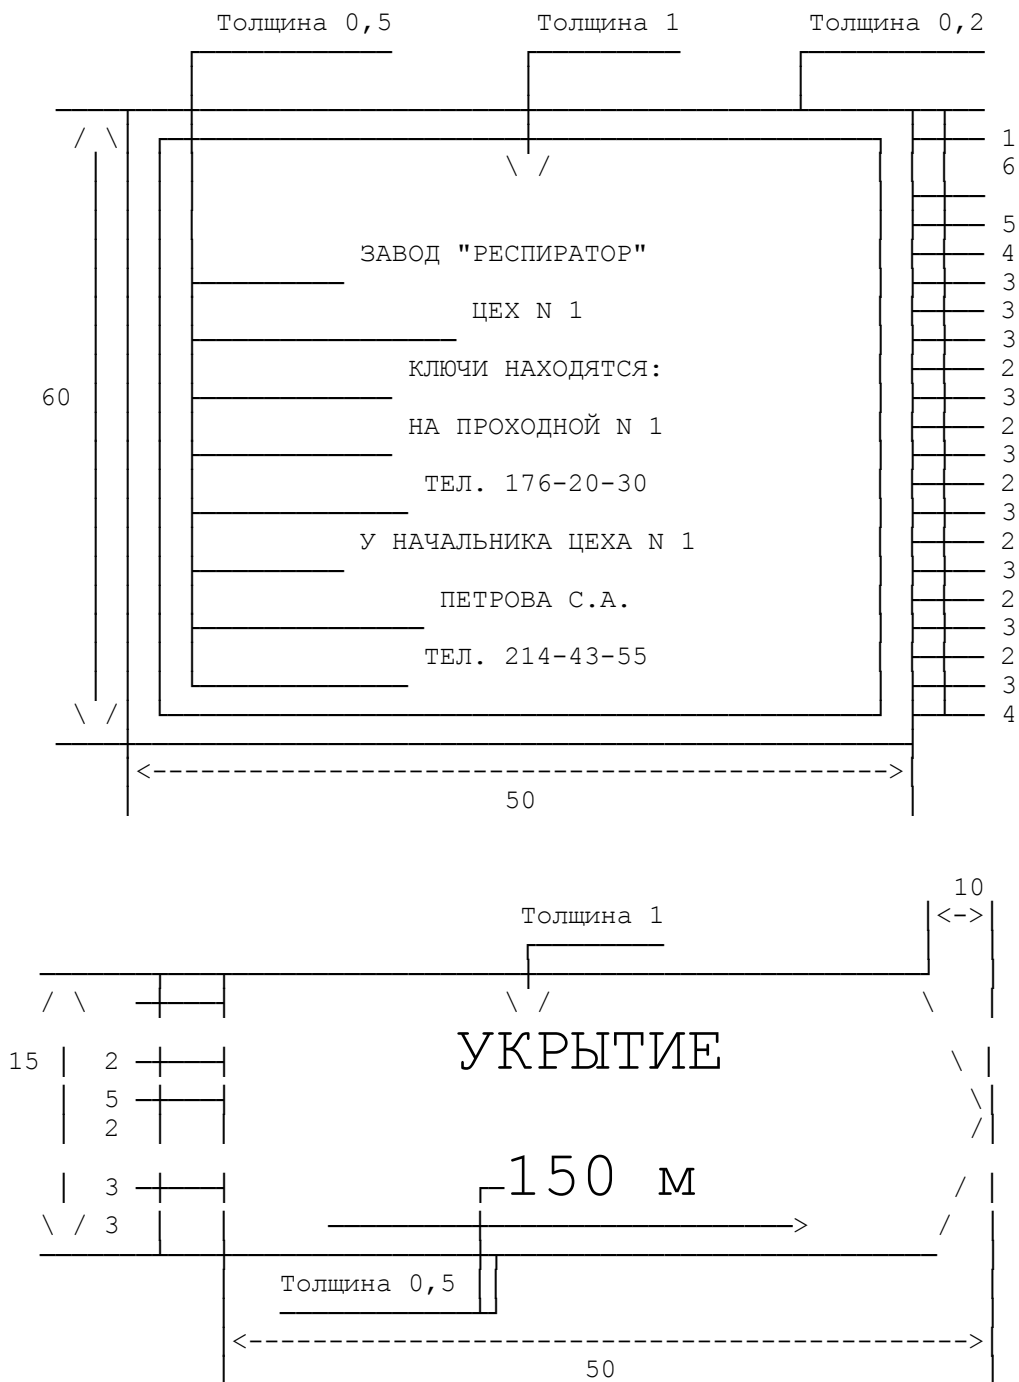 Толщина 0,5 Толщина 1 Толщина 0,2
1
6
5
ЗАВОД "РЕСПИРАТОР" 4
3
ЦЕХ N 1 3
3
КЛЮЧИ НАХОДЯТСЯ: 2
60 3
НА ПРОХОДНОЙ N 1 2
3
ТЕЛ. 176-20-30 2
3
У НАЧАЛЬНИКА ЦЕХА N 1 2
3
ПЕТРОВА С.А. 2
3
ТЕЛ. 214-43-55 2
3
4
50
10
Толщина 1
УКРЫТИЕ
15 2
5
2
150 м
3
3
Толщина 0,5
50